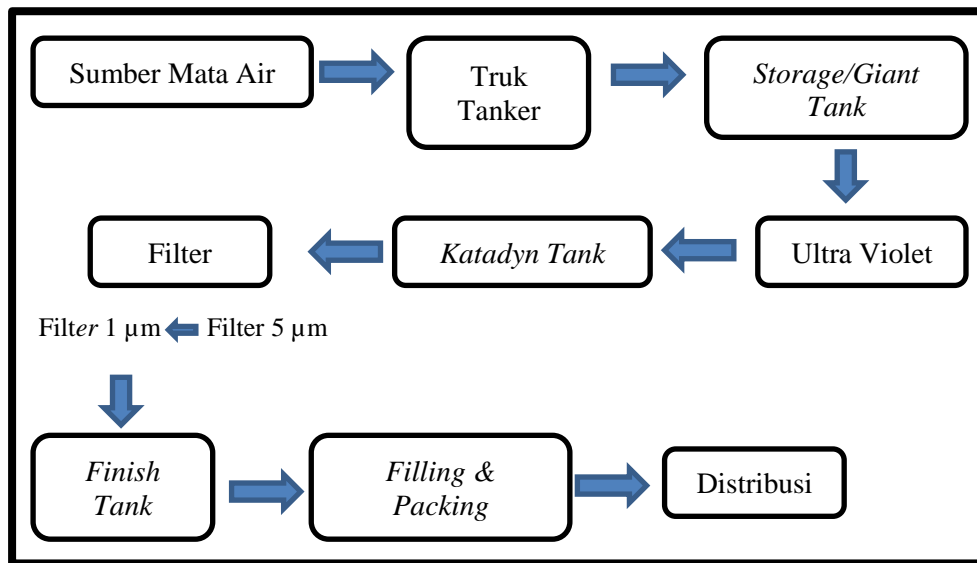 Sumber Mata Air
Truk
Tanker
Storage/Giant
Tank
Ultra Violet
Katadyn Tank
Filter
Filter 5 µm
Filter 1 µm
Finish
Tank
Filling &
Packing
Distribusi